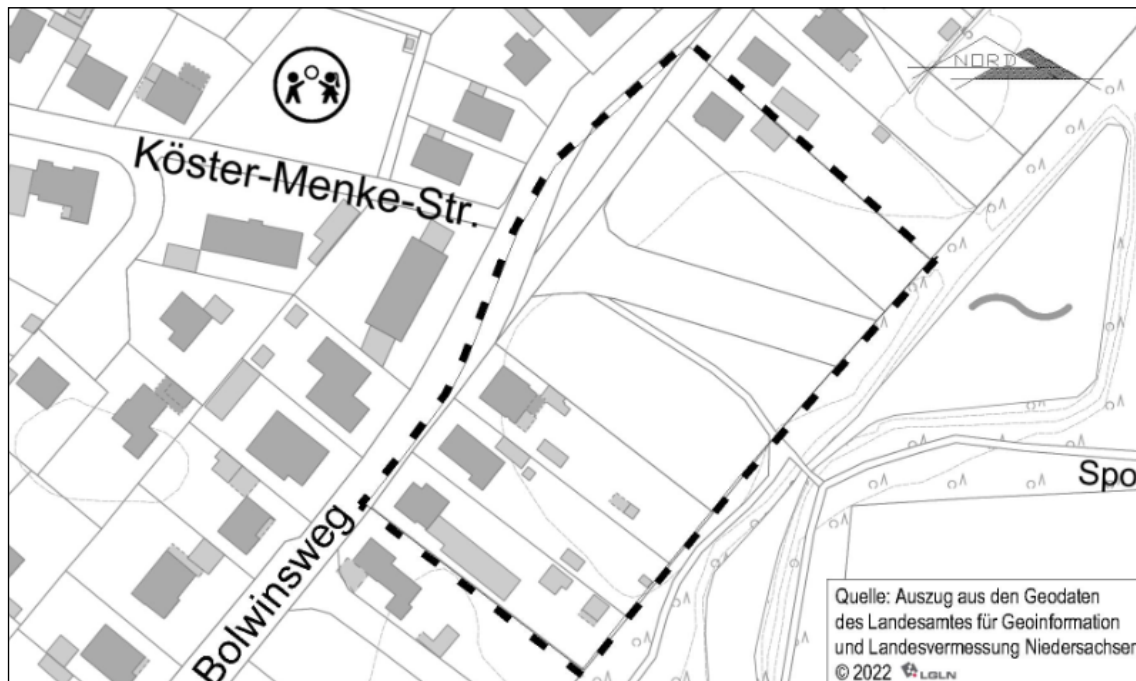 NORD
Köster-Menke-Str.
Spo
Bolwinsweg
Quelle: Auszug aus den Geodaten
des Landesamtes für Geoinformation
und Landesvermessung Niedersachsen
© 2022 LGLN